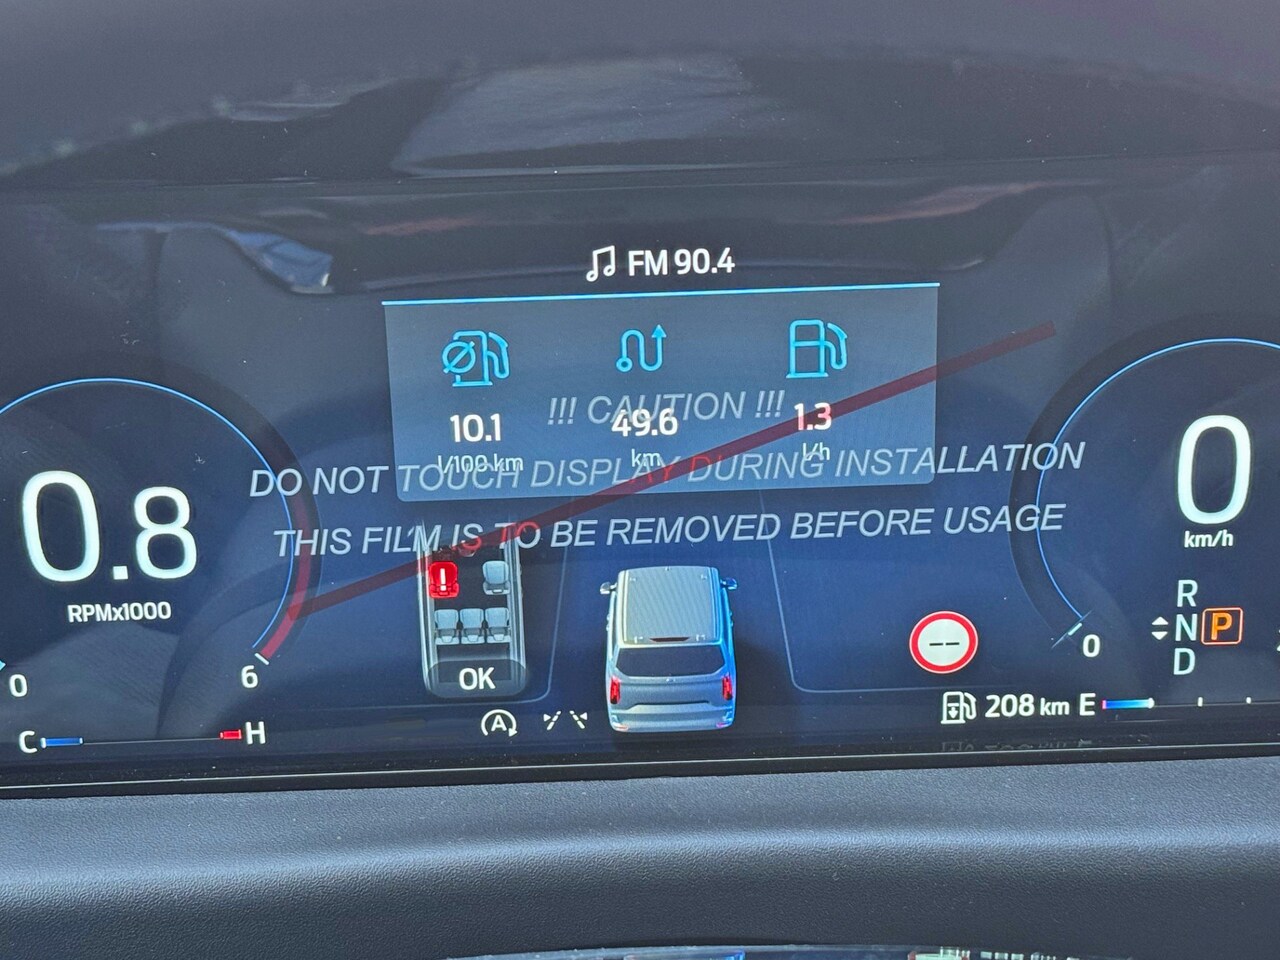 FM 90.4
10.1
49.6
1.3
l/100 km
km
l/h
!!! CAUTION !!!
DO NOT TOUCH DISPLAY DURING INSTALLATION
THIS FILM IS TO BE REMOVED BEFORE USAGE
0.8
RPMx1000
0
6
C
H
!
OK
A
--
208 km E
0
km/h
R
N P
D
0